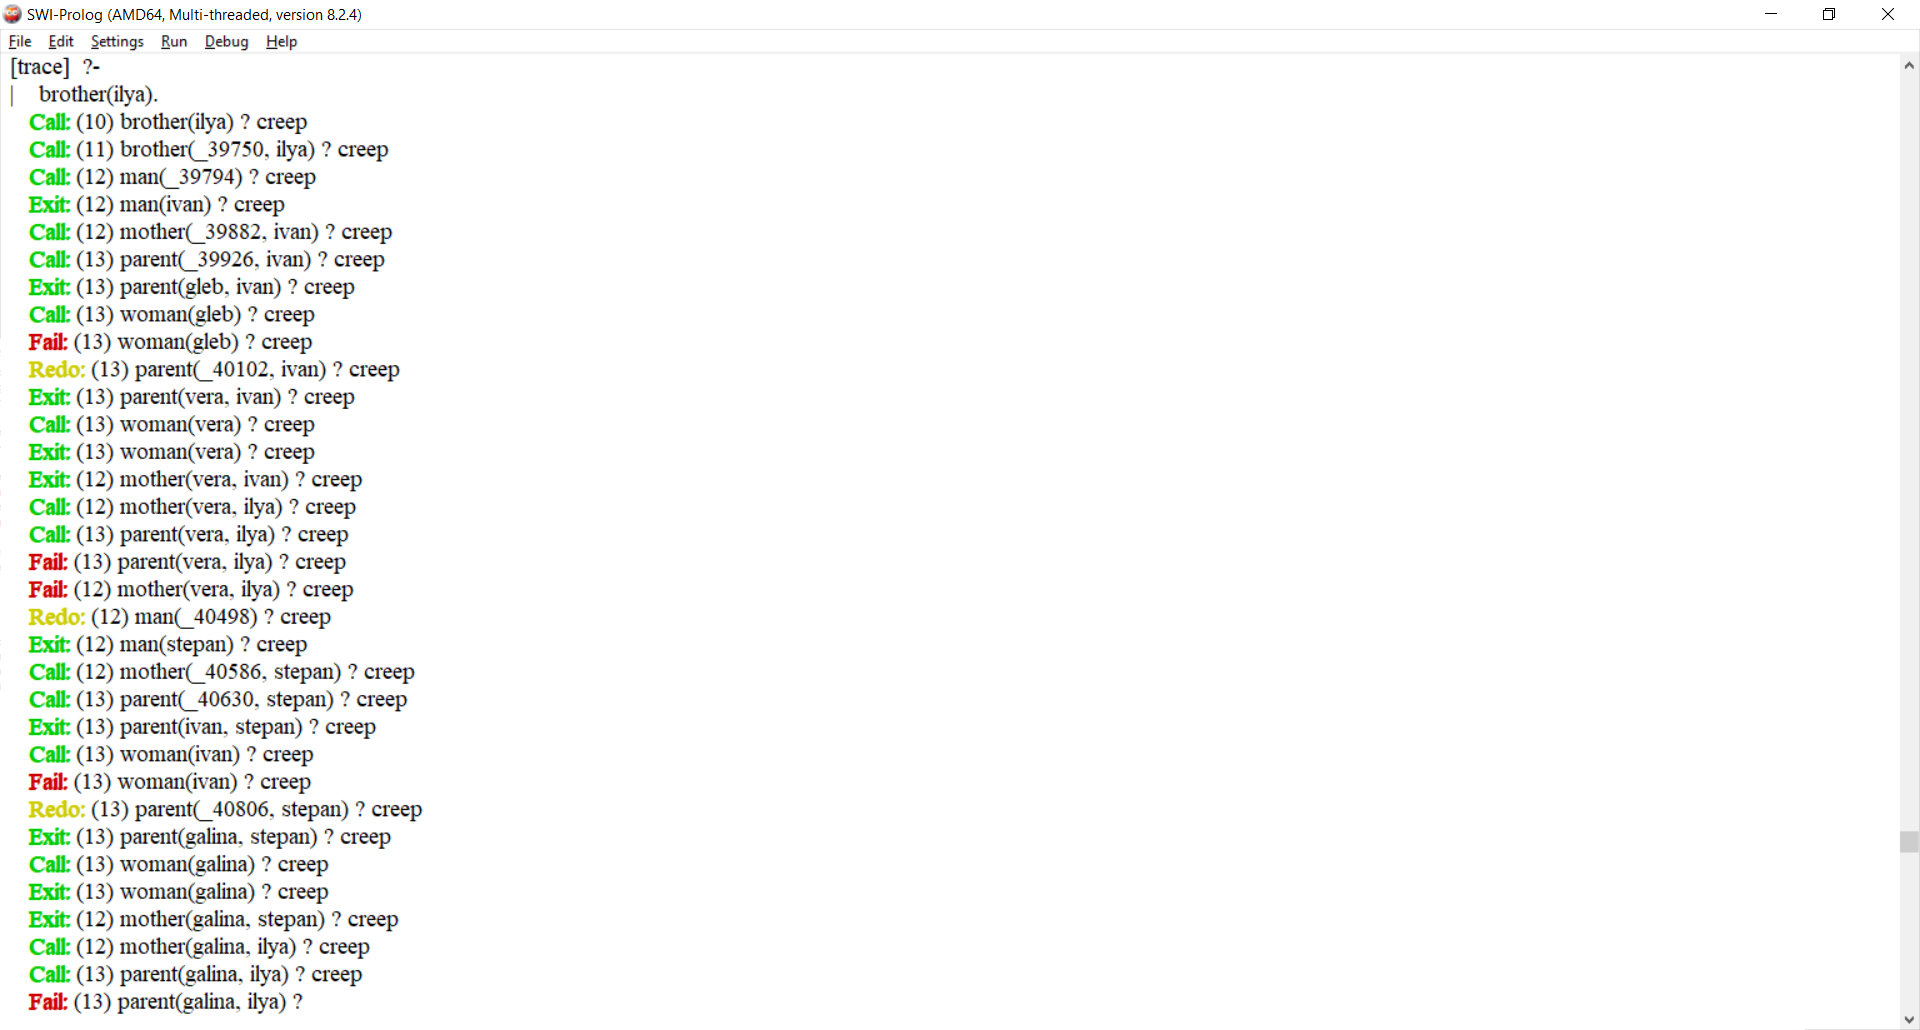 SWI-Prolog (AMD64, Multi-threaded, version 8.2.4)
File Edit Settings Run Debug Help
[trace]  ?-
|    brother(ilya).
Call: (10) brother(ilya) ? creep
Call: (11) brother(_39750, ilya) ? creep
Call: (12) man(_39794) ? creep
Exit: (12) man(ivan) ? creep
Call: (12) mother(_39882, ivan) ? creep
Call: (13) parent(_39926, ivan) ? creep
Exit: (13) parent(gleb, ivan) ? creep
Call: (13) woman(gleb) ? creep
Fail: (13) woman(gleb) ? creep
Redo: (13) parent(_40102, ivan) ? creep
Exit: (13) parent(vera, ivan) ? creep
Call: (13) woman(vera) ? creep
Exit: (13) woman(vera) ? creep
Exit: (12) mother(vera, ivan) ? creep
Call: (12) mother(vera, ilya) ? creep
Call: (13) parent(vera, ilya) ? creep
Fail: (13) parent(vera, ilya) ? creep
Fail: (12) mother(vera, ilya) ? creep
Redo: (12) man(_40498) ? creep
Exit: (12) man(stepan) ? creep
Call: (12) mother(_40586, stepan) ? creep
Call: (13) parent(_40630, stepan) ? creep
Exit: (13) parent(ivan, stepan) ? creep
Call: (13) woman(ivan) ? creep
Fail: (13) woman(ivan) ? creep
Redo: (13) parent(_40806, stepan) ? creep
Exit: (13) parent(galina, stepan) ? creep
Call: (13) woman(galina) ? creep
Exit: (13) woman(galina) ? creep
Exit: (12) mother(galina, stepan) ? creep
Call: (12) mother(galina, ilya) ? creep
Call: (13) parent(galina, ilya) ? creep
Fail: (13) parent(galina, ilya) ?